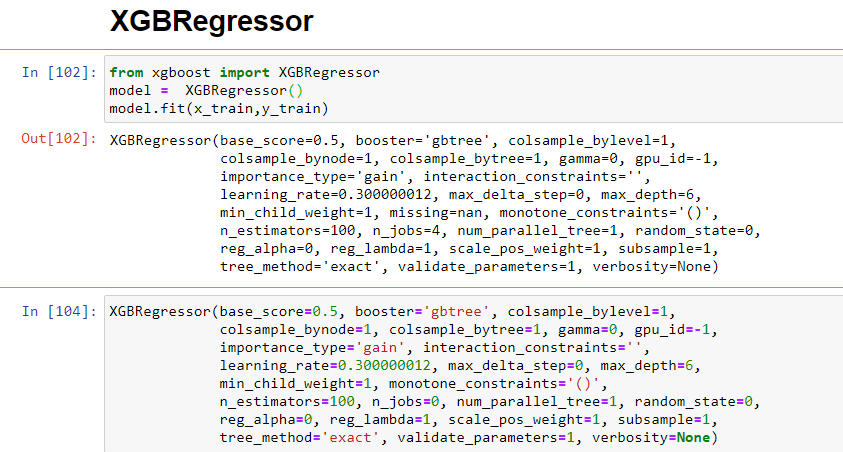 XGBRegressor
In [102]: from xgboost import XGBRegressor
model =  XGBRegressor()
model.fit(x_train,y_train)
Out[102]: XGBRegressor(base_score=0.5, booster='gbtree', colsample_bylevel=1,
colsample_bynode=1, colsample_bytree=1, gamma=0, gpu_id=-1,
importance_type='gain', interaction_constraints='',
learning_rate=0.300000012, max_delta_step=0, max_depth=6,
min_child_weight=1, missing=nan, monotone_constraints='()',
n_estimators=100, n_jobs=4, num_parallel_tree=1, random_state=0,
reg_alpha=0, reg_lambda=1, scale_pos_weight=1, subsample=1,
tree_method='exact', validate_parameters=1, verbosity=None)
In [104]: XGBRegressor(base_score=0.5, booster='gbtree', colsample_bylevel=1,
colsample_bynode=1, colsample_bytree=1, gamma=0, gpu_id=-1,
importance_type='gain', interaction_constraints='',
learning_rate=0.300000012, max_delta_step=0, max_depth=6,
min_child_weight=1, monotone_constraints='()',
n_estimators=100, n_jobs=0, num_parallel_tree=1, random_state=0,
reg_alpha=0, reg_lambda=1, scale_pos_weight=1, subsample=1,
tree_method='exact', validate_parameters=1, verbosity=None)